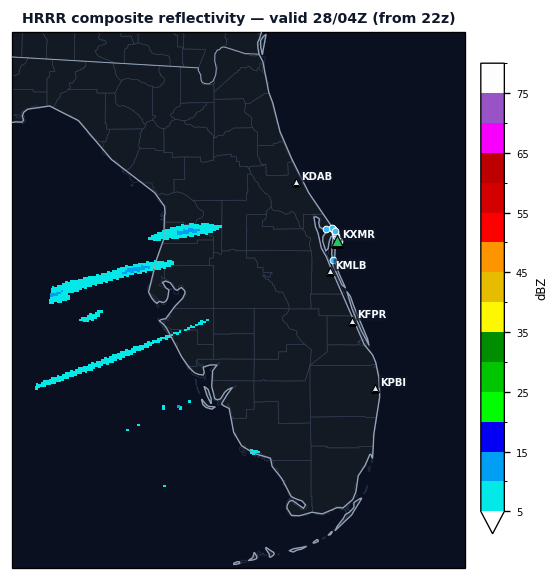 HRRR composite reflectivity — valid 28/04Z (from 22z)
KDAB
KXMR
KMLB
KFPR
KPBI
75
65
55
45
35
25
15
5
dBZ